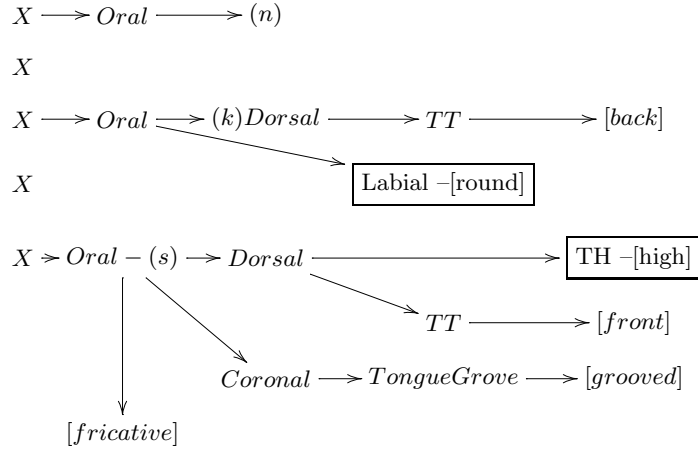 X Oral (n)
X
X Oral (k)Dorsal TT [back]
Labial –[round]
X
X Oral − (s) Dorsal TH –[high]
TT [front]
Coronal TongueGrove [grooved]
[fricative]